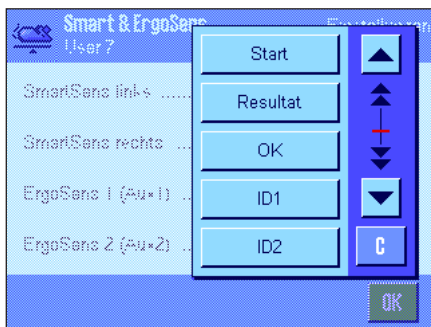 Smart & ErgoSens
Einstellungen
User 7
SmartSens links ......
SmartSens rechts ...
ErgoSens 1 (Aux1) ..
ErgoSens 2 (Aux2) ..
Start
Resultat
OK
ID1
ID2
C
OK